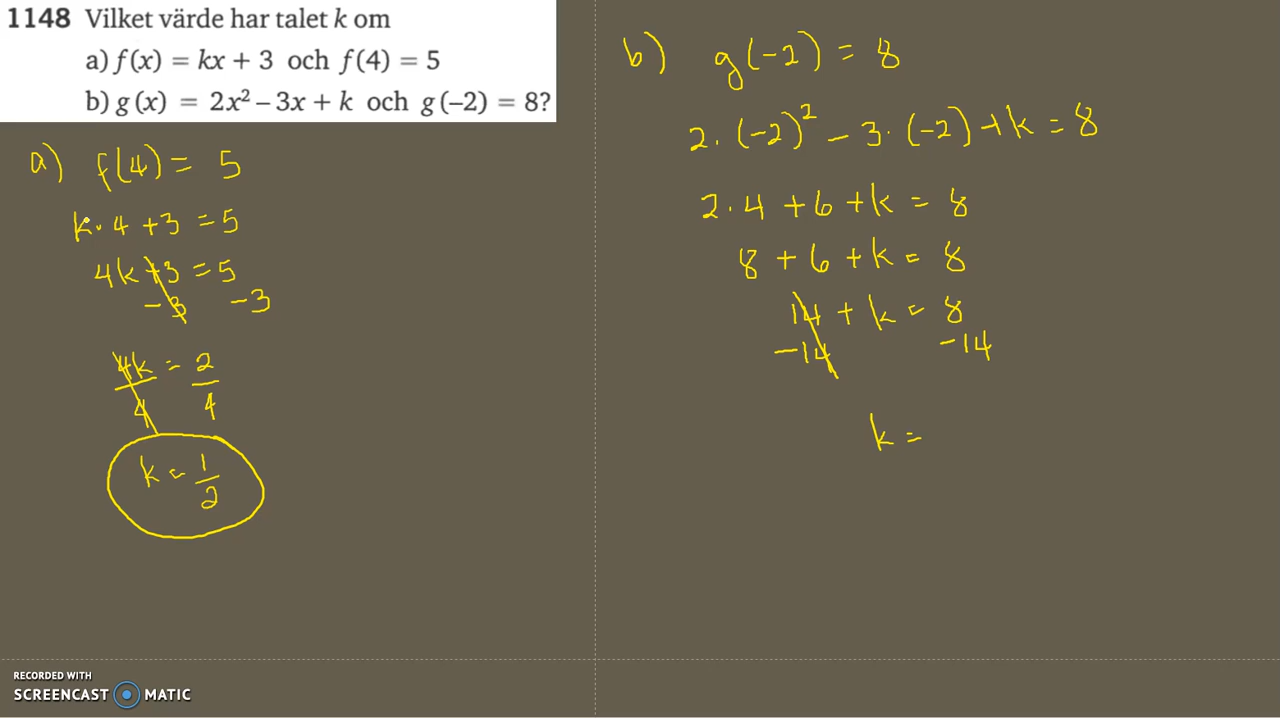 1148 Vilket värde har talet k om
a) f(x) = kx + 3 och f(4) = 5
b) g(x) = 2x² – 3x + k och g(–2) = 8?
a) f(4) = 5
k · 4 + 3 = 5
4k + 3 = 5
- 3 - 3
4k/4 = 2/4
k = 1/2
b) g(-2) = 8
2 · (-2)² - 3 · (-2) + k = 8
2 · 4 + 6 + k = 8
8 + 6 + k = 8
14 + k = 8
- 14 - 14
k =
RECORDED WITH
SCREENCAST MATIC